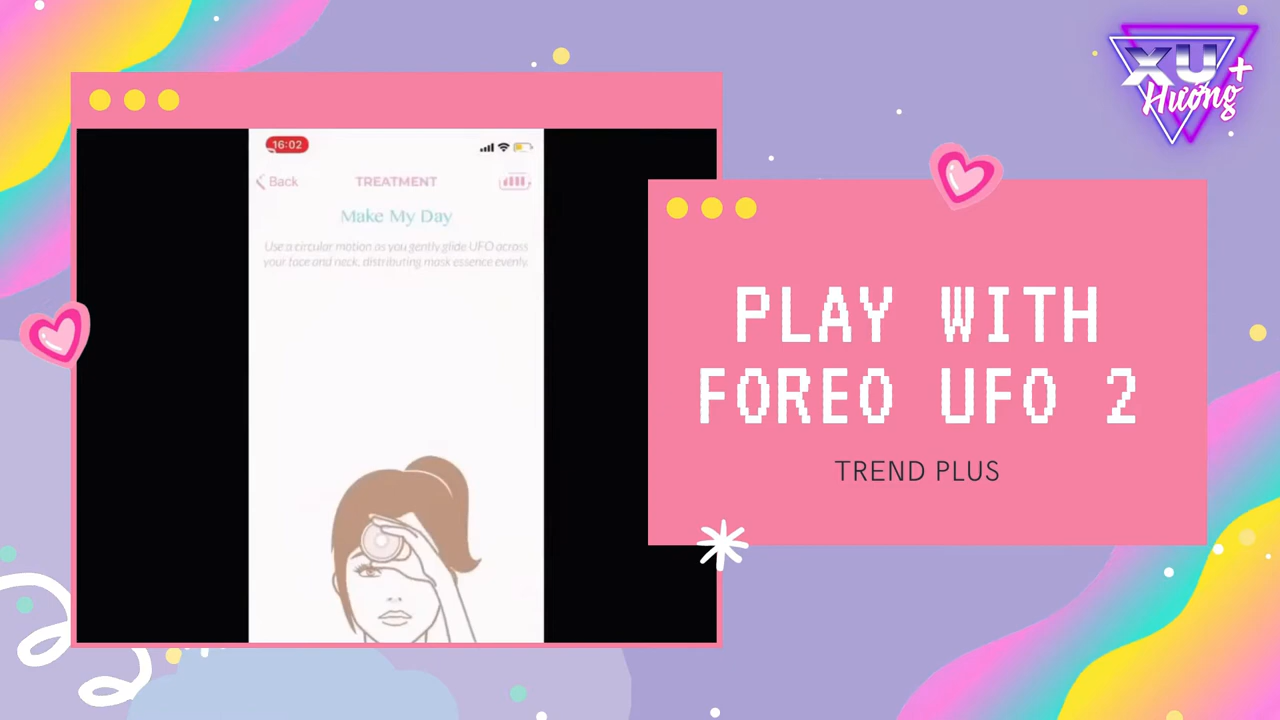 XU+
Hướng
16:02
Back
TREATMENT
Make My Day
Use a circular motion as you gently glide UFO across
your face and neck, distributing mask essence evenly.
PLAY WITH
FOREO UFO 2
TREND PLUS